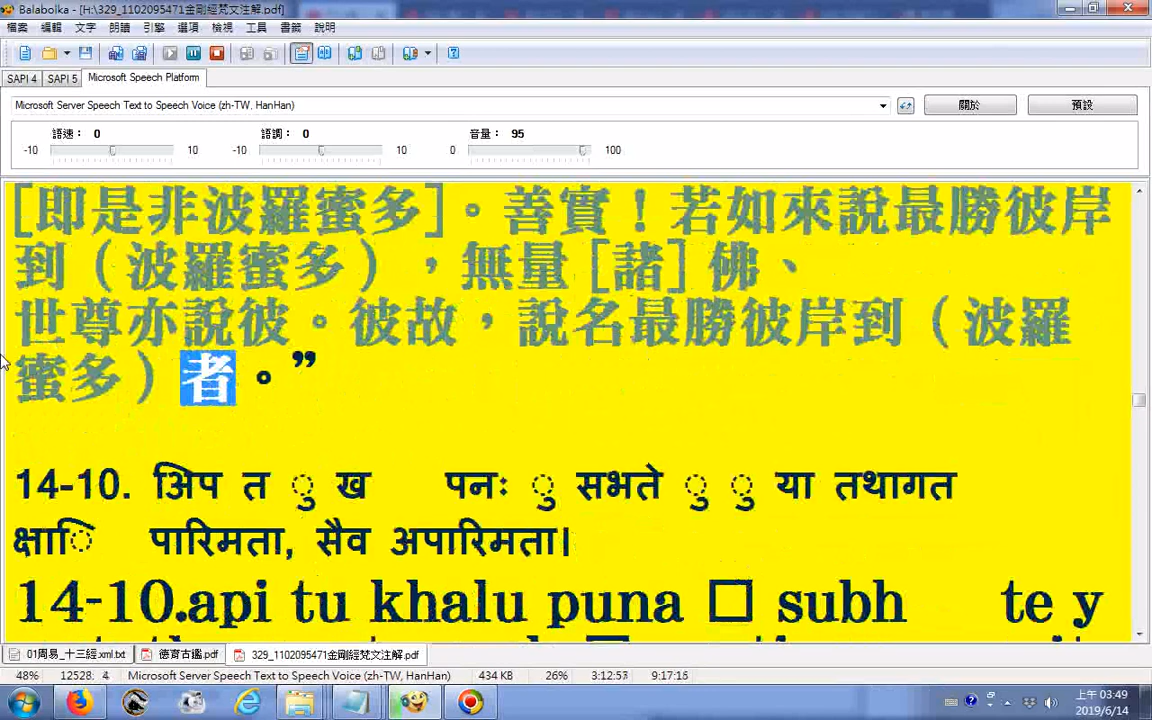 Balabolka - [H:\329_1102095471金剛經梵文注解.pdf]
檔案 編輯 文字 朗讀 引擎 選項 檢視 工具 書籤 說明
SAPI 4 SAPI 5 Microsoft Speech Platform
Microsoft Server Speech Text to Speech Voice (zh-TW, HanHan) 關於 預設
語速： 0 語調： 0 音量： 95
-10 10 -10 10 0 100
[即是非波羅蜜多]。善實！若如來說最勝彼岸
到（波羅蜜多），無量[諸]佛、
世尊亦說彼。彼故，說名最勝彼岸到（波羅
蜜多）者。”
14-10. अिप त ु ख पनः ु सभते ु ु या तथागत
क्षाि पारिमता, सैव अपारिमता।
14-10.api tu khalu puna □ subh te y
01周易_十三經.xml.txt 德育古鑑.pdf 329_1102095471金剛經梵文注解.pdf
48% 12528: 4 Microsoft Server Speech Text to Speech Voice (zh-TW, HanHan) 434 KB 26% 3:12:57 9:17:16
上午 03:49
2019/6/14